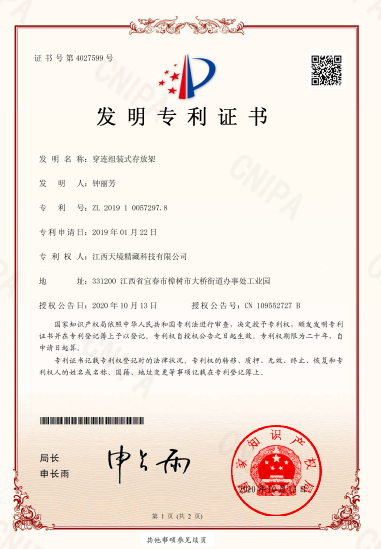 证书号第4027599号
发明专利证书
发明名称：穿连组装式存放架
发明人：钟丽芳
专利号：ZL 2019 1 0057297.8
专利申请日：2019年01月22日
专利权人：江西天境精藏科技有限公司
地址：331200 江西省宜春市樟树市大桥街道办事处工业园
授权公告日：2020年10月13日 授权公告号：CN 109552727 B
国家知识产权局依照中华人民共和国专利法进行审查，决定授予专利权，颁发发明专利
证书并在专利登记簿上予以登记。专利权自授权公告之日起生效。专利权期限为二十年，自
申请日起算。
专利证书记载专利权登记时的法律状况。专利权的转移、质押、无效、终止、恢复和专
利权人的姓名或名称、国籍、地址变更等事项记载在专利登记簿上。
局长
申长雨
申长雨
国家知识产权局
2020年10月13日
第 1 页 (共 2 页)
其他事项参见续页
CNIPA
CNIPA
CNIPA